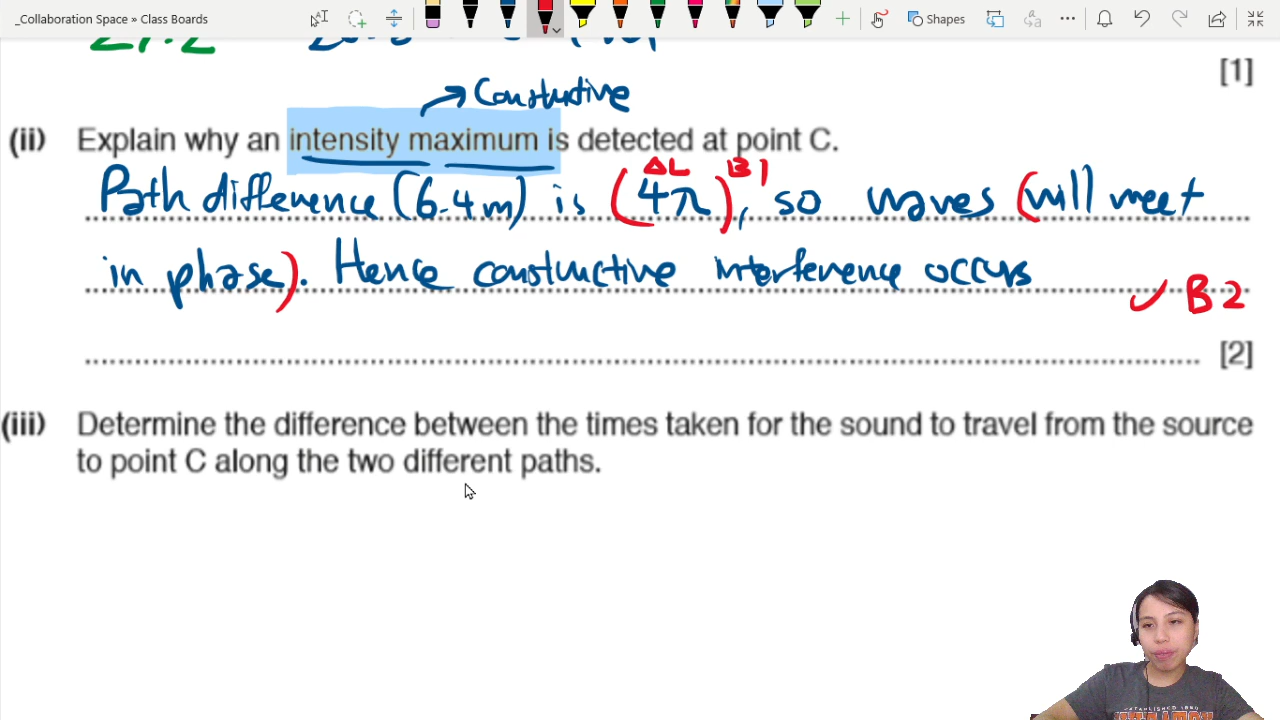 _Collaboration Space » Class Boards
Shapes
[1]
Constuctive
(ii) Explain why an intensity maximum is detected at point C.
ΔL B1
Path difference (6.4m) is (4λ), so waves (will meet
in phase). Hence constuctive interference occurs
✓ B2
[2]
(iii) Determine the difference between the times taken for the sound to travel from the source
to point C along the two different paths.